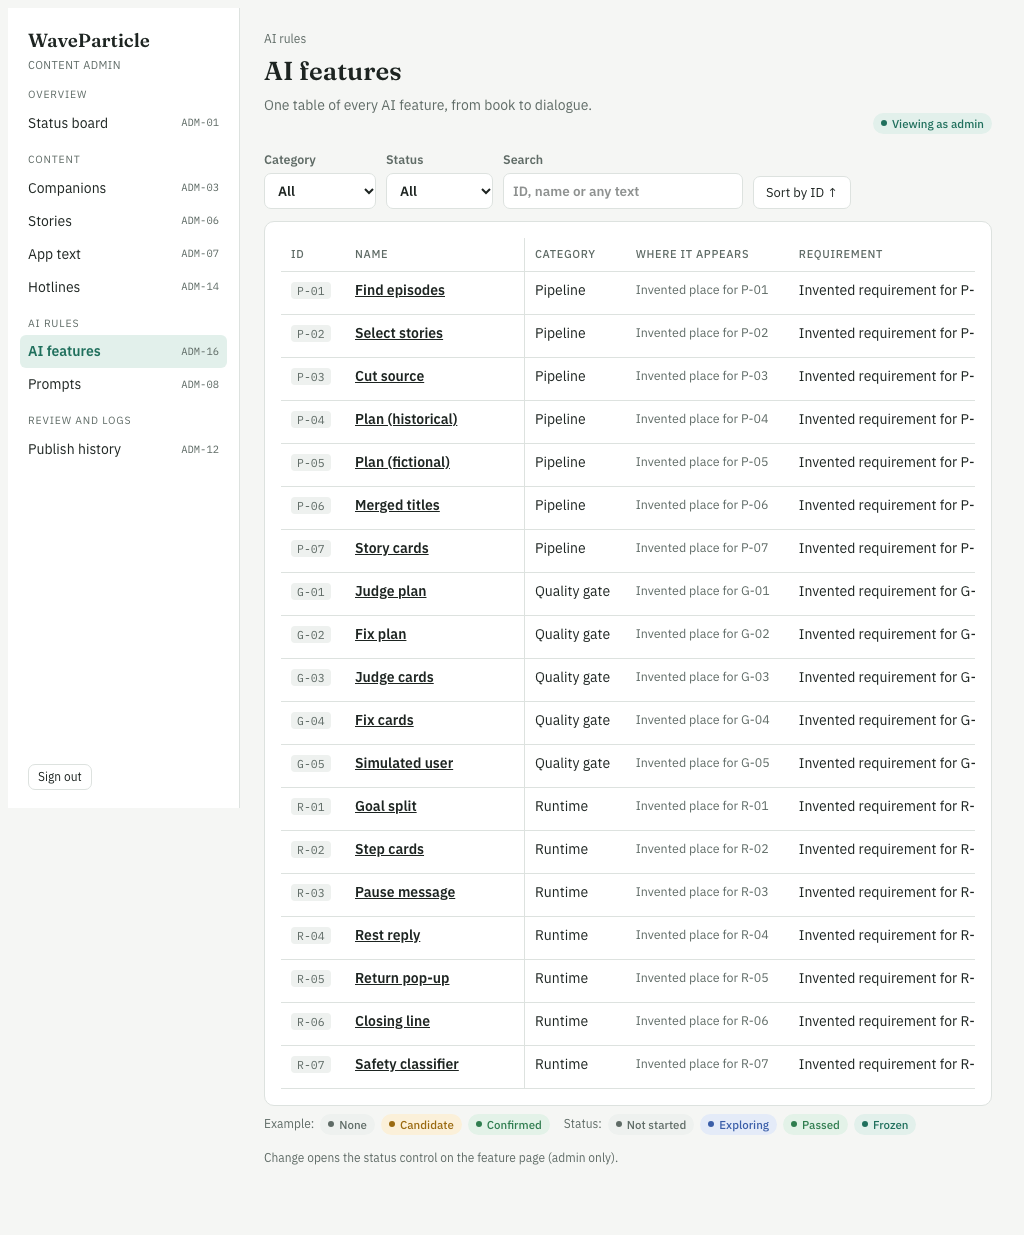 WaveParticle
CONTENT ADMIN
OVERVIEW
Status board ADM-01
CONTENT
Companions ADM-03
Stories ADM-06
App text ADM-07
Hotlines ADM-14
AI RULES
AI features ADM-16
Prompts ADM-08
REVIEW AND LOGS
Publish history ADM-12
Sign out
AI rules
AI features
One table of every AI feature, from book to dialogue.
Viewing as admin
Category Status Search
All All ID, name or any text Sort by ID ↑
ID NAME CATEGORY WHERE IT APPEARS REQUIREMENT
P-01 Find episodes Pipeline Invented place for P-01 Invented requirement for P-
P-02 Select stories Pipeline Invented place for P-02 Invented requirement for P-
P-03 Cut source Pipeline Invented place for P-03 Invented requirement for P-
P-04 Plan (historical) Pipeline Invented place for P-04 Invented requirement for P-
P-05 Plan (fictional) Pipeline Invented place for P-05 Invented requirement for P-
P-06 Merged titles Pipeline Invented place for P-06 Invented requirement for P-
P-07 Story cards Pipeline Invented place for P-07 Invented requirement for P-
G-01 Judge plan Quality gate Invented place for G-01 Invented requirement for G-
G-02 Fix plan Quality gate Invented place for G-02 Invented requirement for G-
G-03 Judge cards Quality gate Invented place for G-03 Invented requirement for G-
G-04 Fix cards Quality gate Invented place for G-04 Invented requirement for G-
G-05 Simulated user Quality gate Invented place for G-05 Invented requirement for G-
R-01 Goal split Runtime Invented place for R-01 Invented requirement for R-
R-02 Step cards Runtime Invented place for R-02 Invented requirement for R-
R-03 Pause message Runtime Invented place for R-03 Invented requirement for R-
R-04 Rest reply Runtime Invented place for R-04 Invented requirement for R-
R-05 Return pop-up Runtime Invented place for R-05 Invented requirement for R-
R-06 Closing line Runtime Invented place for R-06 Invented requirement for R-
R-07 Safety classifier Runtime Invented place for R-07 Invented requirement for R-
Example: None Candidate Confirmed Status: Not started Exploring Passed Frozen
Change opens the status control on the feature page (admin only).